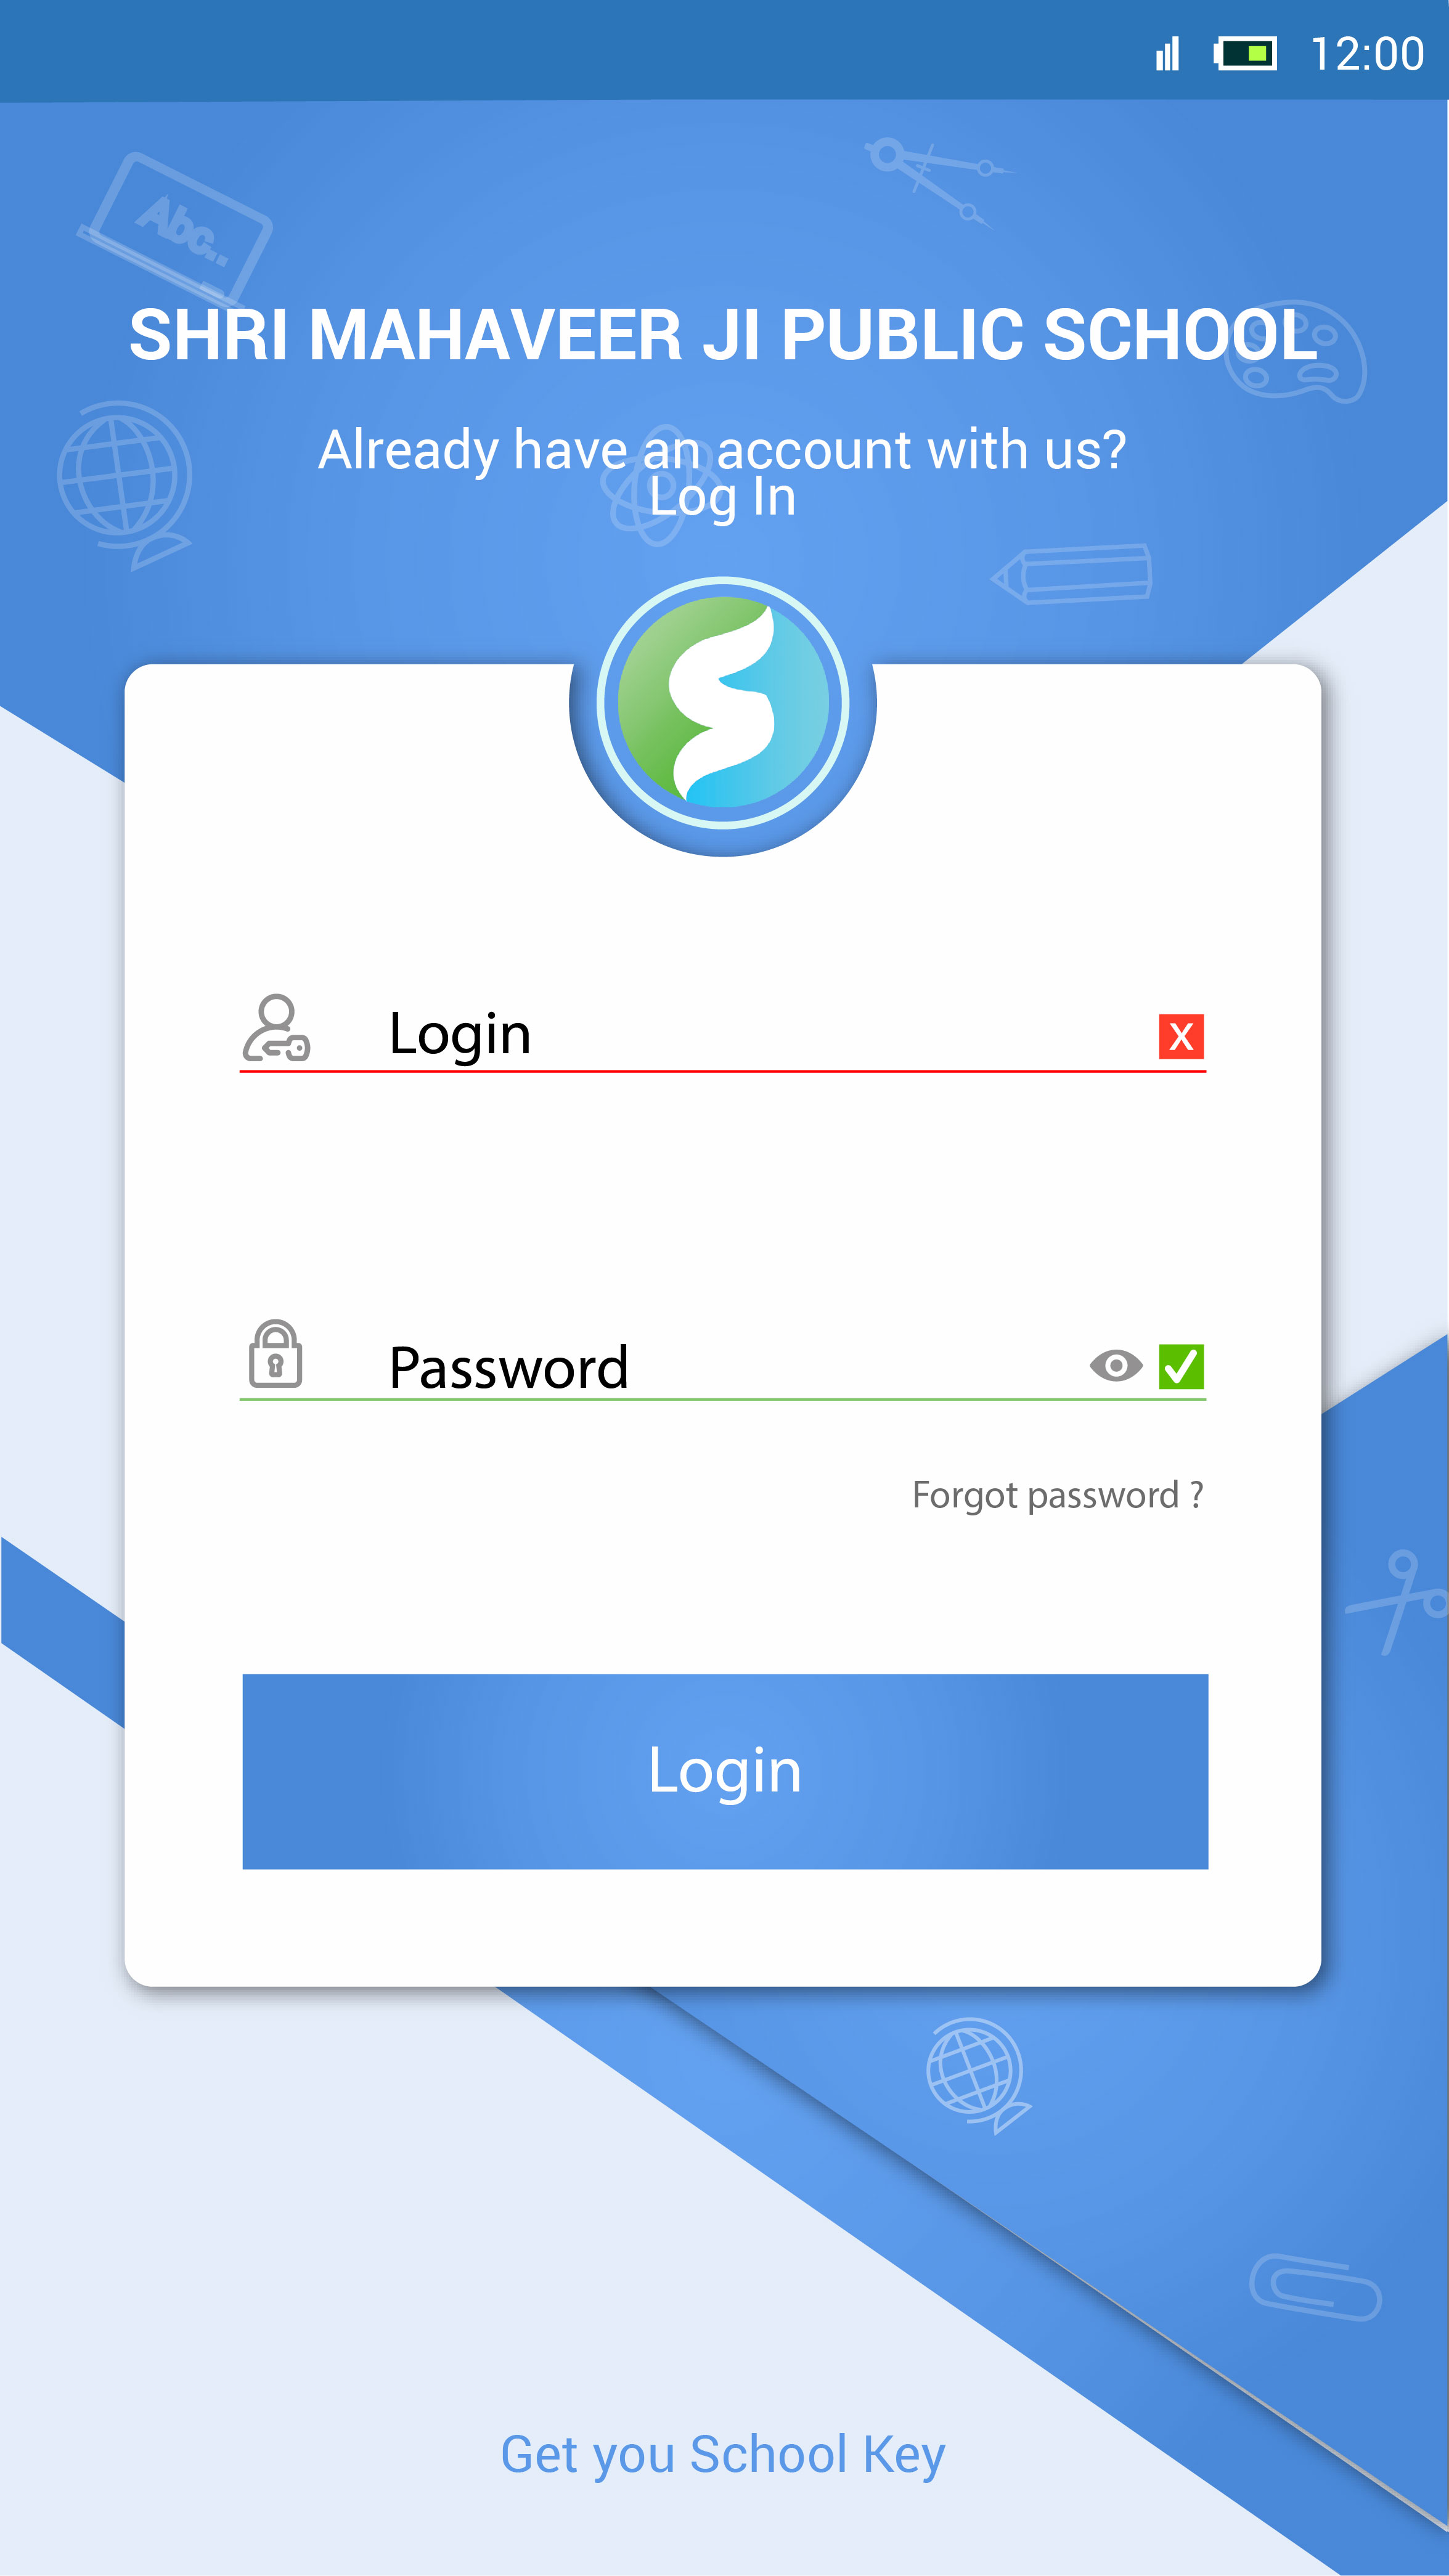 12:00
Abc..
SHRI MAHAVEER JI PUBLIC SCHOOL
Already have an account with us?
Log In
Login
X
Password
Forgot password ?
Login
Get you School Key